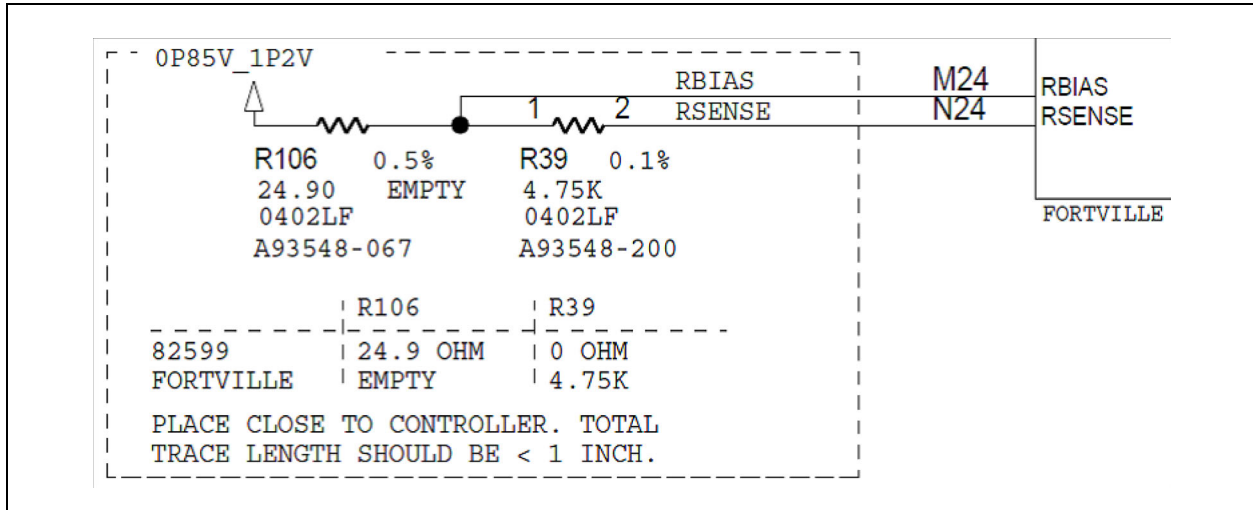 0P85V_1P2V
RBIAS M24 RBIAS
1 2 RSENSE N24 RSENSE
R106 0.5% R39 0.1%
24.90 EMPTY 4.75K
0402LF 0402LF
FORTVILLE
A93548-067 A93548-200
R106 R39
82599 24.9 OHM 0 OHM
FORTVILLE EMPTY 4.75K
PLACE CLOSE TO CONTROLLER. TOTAL
TRACE LENGTH SHOULD BE < 1 INCH.